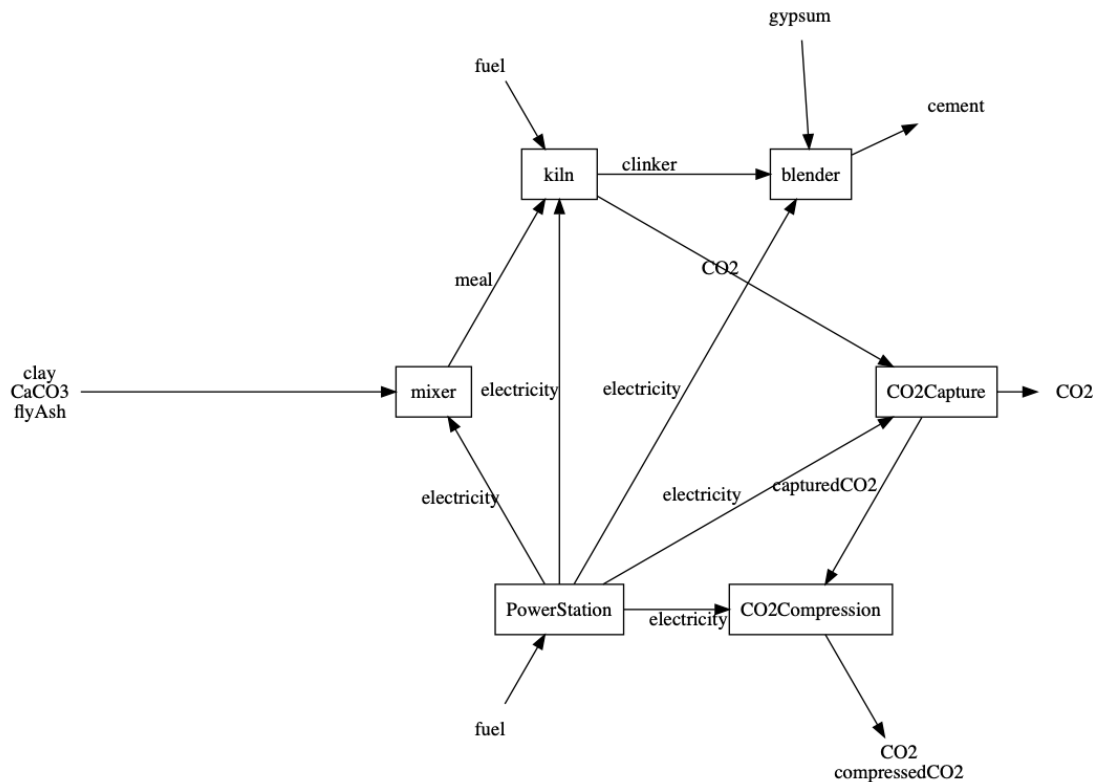 gypsum
fuel
cement
kiln
clinker
blender
CO2
meal
clay
CaCO3
flyAsh
mixer
electricity
electricity
CO2Capture
CO2
electricity
electricity
capturedCO2
PowerStation
electricity
CO2Compression
fuel
CO2
compressedCO2